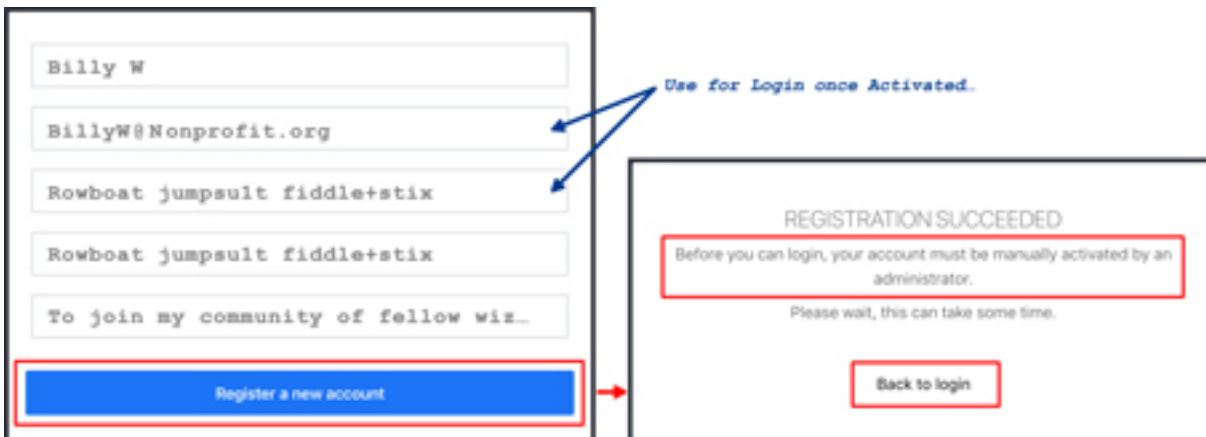 Billy W
BillyW@Nonprofit.org
Rowboat jumpsult fiddle+stix
Rowboat jumpsult fiddle+stix
To join my community of fellow wiz…
Register a new account
Use for Login once Activated…
REGISTRATION SUCCEEDED
Before you can login, your account must be manually activated by an
administrator.
Please wait, this can take some time.
Back to login